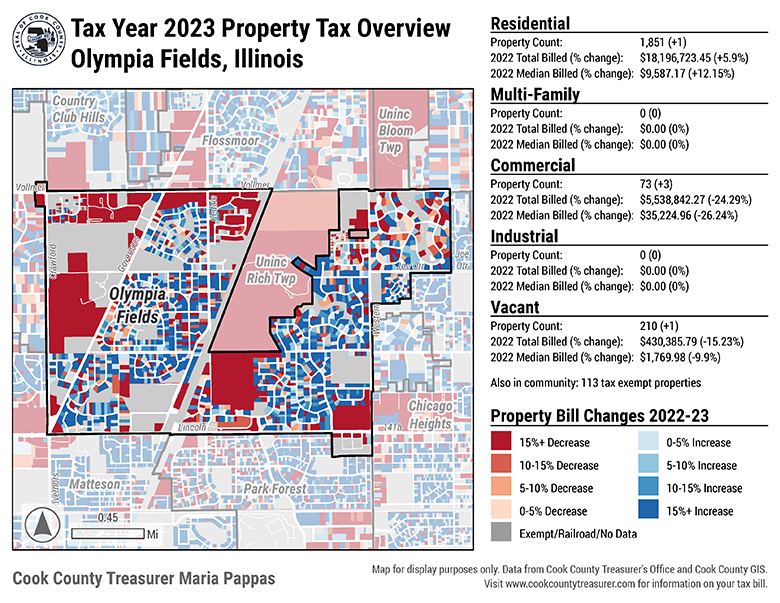 Tax Year 2023 Property Tax Overview
Olympia Fields, Illinois
Residential
Property Count: 1,851 (+1)
2022 Total Billed (% change): $18,196,723.45 (+5.9%)
2022 Median Billed (% change): $9,587.17 (+12.15%)
Multi-Family
Property Count: 0 (0)
2022 Total Billed (% change): $0.00 (0%)
2022 Median Billed (% change): $0.00 (0%)
Commercial
Property Count: 73 (+3)
2022 Total Billed (% change): $5,538,842.27 (-24.29%)
2022 Median Billed (% change): $35,224.96 (-26.24%)
Industrial
Property Count: 0 (0)
2022 Total Billed (% change): $0.00 (0%)
2022 Median Billed (% change): $0.00 (0%)
Vacant
Property Count: 210 (+1)
2022 Total Billed (% change): $430,385.79 (-15.23%)
2022 Median Billed (% change): $1,769.98 (-9.9%)
Also in community: 113 tax exempt properties
Property Bill Changes 2022-23
15%+ Decrease
10-15% Decrease
5-10% Decrease
0-5% Decrease
Exempt/Railroad/No Data
0-5% Increase
5-10% Increase
10-15% Increase
15%+ Increase
Country
Club Hills
Flossmoor
Uninc
Bloom
Twp
Vollmer
Vollmer
Crawford
Governors
Uninc
Rich Twp
Joe Orr
Joe
Orr
Olympia
Fields
Western
Chicago
Heights
Lincoln
14th
Matteson
Park Forest
0.45
Mi
Cook County Treasurer Maria Pappas
Map for display purposes only. Data from Cook County Treasurer's Office and Cook County GIS.
Visit www.cookcountytreasurer.com for information on your tax bill.